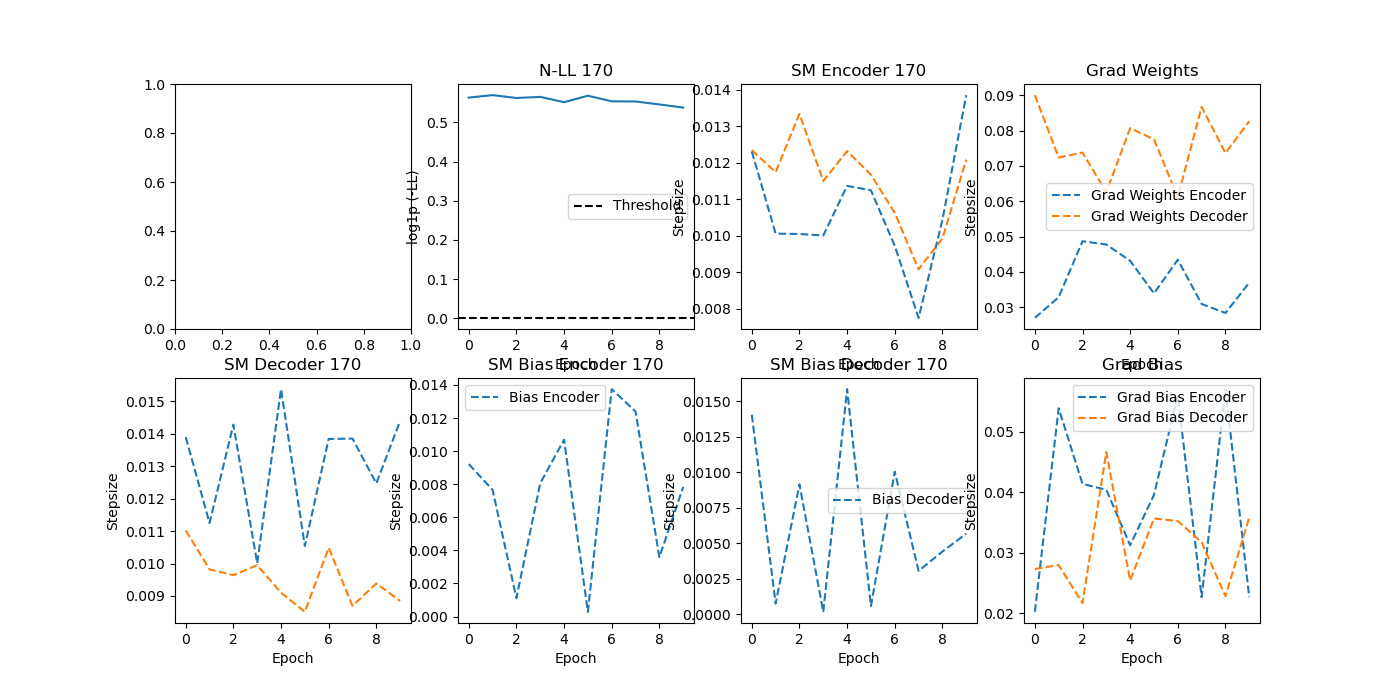 N-LL 170
SM Encoder 170
Grad Weights
1.0
0.8
0.6
0.4
0.2
0.0
0.0 0.2 0.4 0.6 0.8 1.0
log1p (-LL)
0.5
0.4
0.3
0.2
0.1
0.0
Threshold
0 2 4 6 8
Epoch
Stepsize
0.014
0.013
0.012
0.011
0.010
0.009
0.008
0 2 4 6 8
Epoch
Stepsize
0.09
0.08
0.07
0.06
0.05
0.04
0.03
Grad Weights Encoder
Grad Weights Decoder
0 2 4 6 8
Epoch
SM Decoder 170
SM Bias Encoder 170
SM Bias Decoder 170
Grad Bias
Stepsize
0.015
0.014
0.013
0.012
0.011
0.010
0.009
0 2 4 6 8
Epoch
Stepsize
0.014
0.012
0.010
0.008
0.006
0.004
0.002
0.000
Bias Encoder
0 2 4 6 8
Epoch
Stepsize
0.0150
0.0125
0.0100
0.0075
0.0050
0.0025
0.0000
Bias Decoder
0 2 4 6 8
Epoch
Stepsize
0.05
0.04
0.03
0.02
Grad Bias Encoder
Grad Bias Decoder
0 2 4 6 8
Epoch